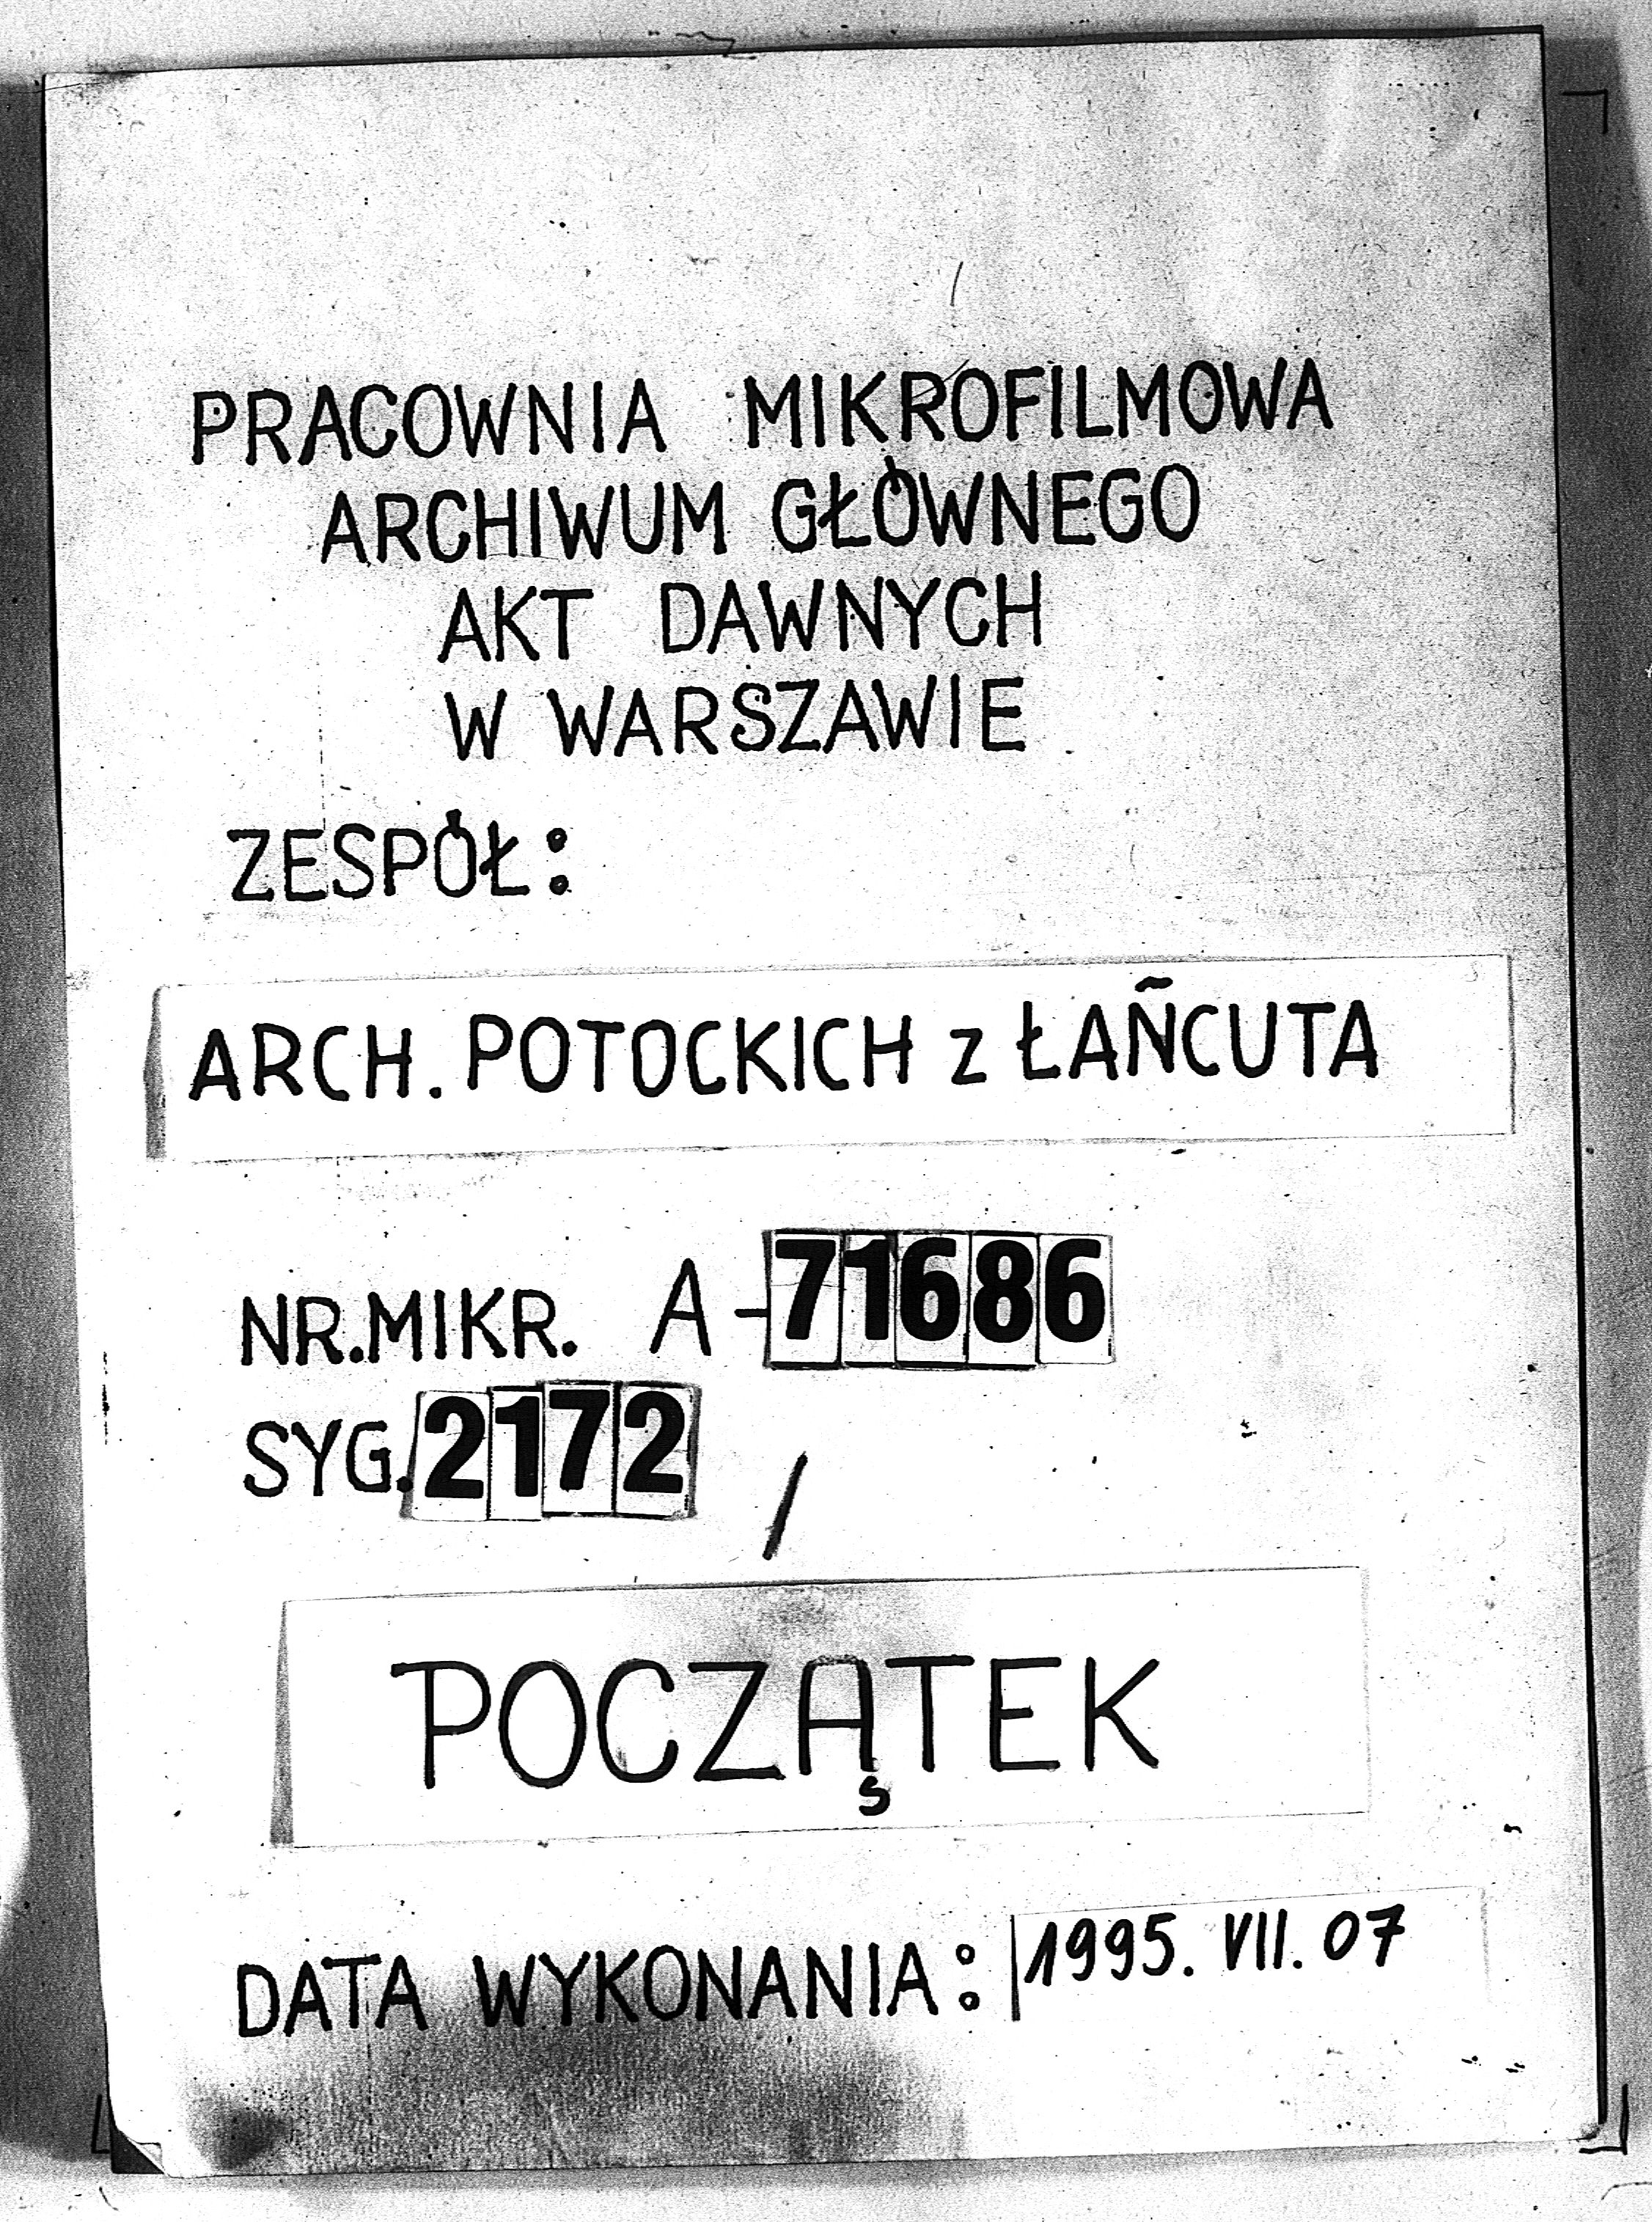 PRACOWNIA MIKROFILMOWA
ARCHIWUM GŁÓWNEGO
AKT DAWNYCH
W WARSZAWIE
ZESPÓŁ:
ARCH. POTOCKICH z ŁAŃCUTA
NR.MIKR. A-71686
SYG. 2172 /
POCZĄTEK
DATA WYKONANIA: 1995. VII. 07